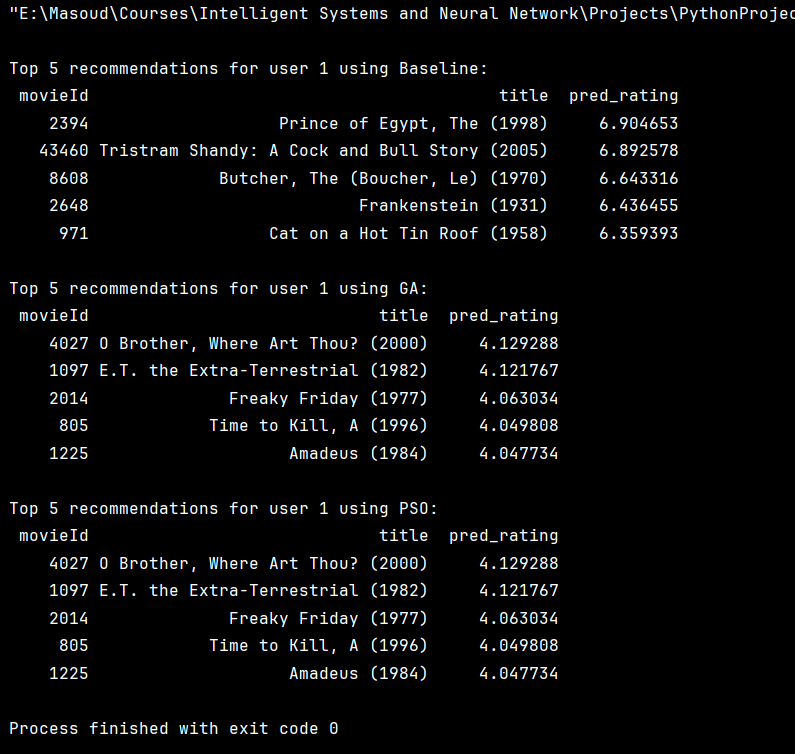 "E:\Masoud\Courses\Intelligent Systems and Neural Network\Projects\PythonProjec
Top 5 recommendations for user 1 using Baseline:
movieId title pred_rating
2394 Prince of Egypt, The (1998) 6.904653
43460 Tristram Shandy: A Cock and Bull Story (2005) 6.892578
8608 Butcher, The (Boucher, Le) (1970) 6.643316
2648 Frankenstein (1931) 6.436455
971 Cat on a Hot Tin Roof (1958) 6.359393
Top 5 recommendations for user 1 using GA:
movieId title pred_rating
4027 O Brother, Where Art Thou? (2000) 4.129288
1097 E.T. the Extra-Terrestrial (1982) 4.121767
2014 Freaky Friday (1977) 4.063034
805 Time to Kill, A (1996) 4.049808
1225 Amadeus (1984) 4.047734
Top 5 recommendations for user 1 using PSO:
movieId title pred_rating
4027 O Brother, Where Art Thou? (2000) 4.129288
1097 E.T. the Extra-Terrestrial (1982) 4.121767
2014 Freaky Friday (1977) 4.063034
805 Time to Kill, A (1996) 4.049808
1225 Amadeus (1984) 4.047734
Process finished with exit code 0